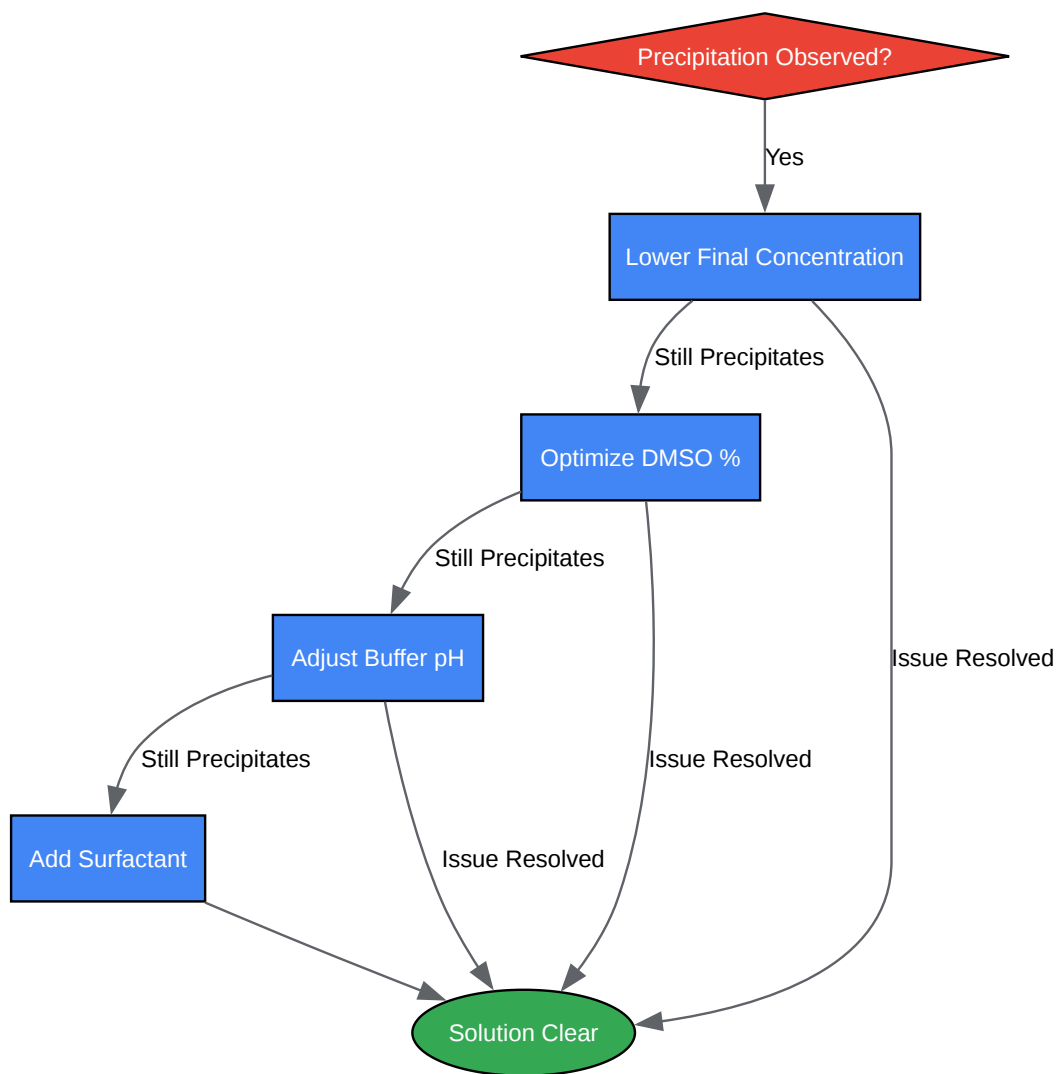 Precipitation Observed?
Yes
Lower Final Concentration
Still Precipitates
Optimize DMSO %
Still Precipitates
Adjust Buffer pH
Issue Resolved
Still Precipitates
Issue Resolved
Add Surfactant
Issue Resolved
Solution Clear